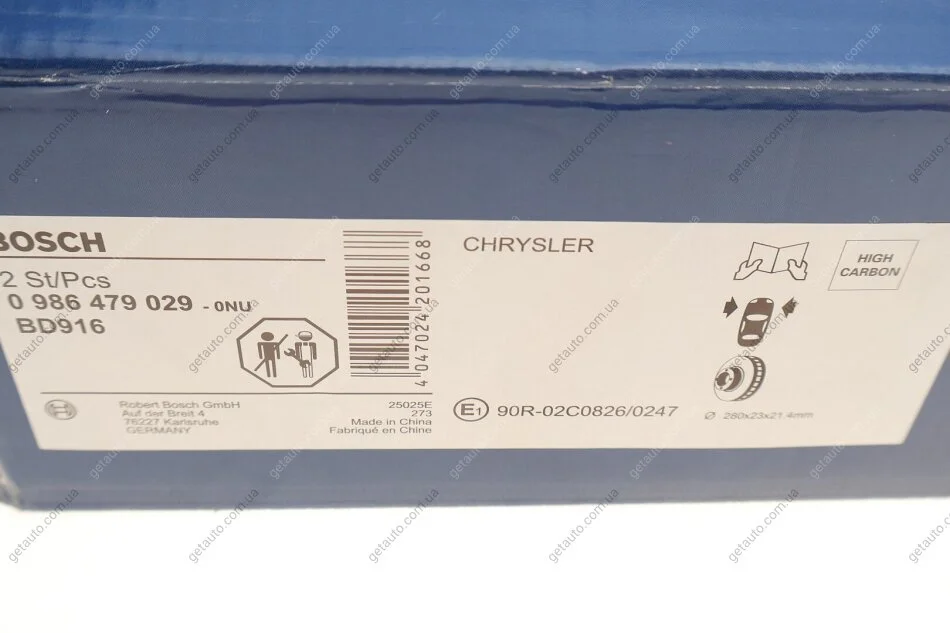 BOSCH
2 St/Pcs
0 986 479 029 - 0NU
BD916
4 047024 201668
CHRYSLER
HIGH
CARBON
Robert Bosch GmbH
Auf der Breit 4
76227 Karlsruhe
GERMANY
25025E
273
Made in China
Fabriqué en Chine
E1 90R-02C0826/0247
Ø 280x23x21.4mm
getauto.com.ua